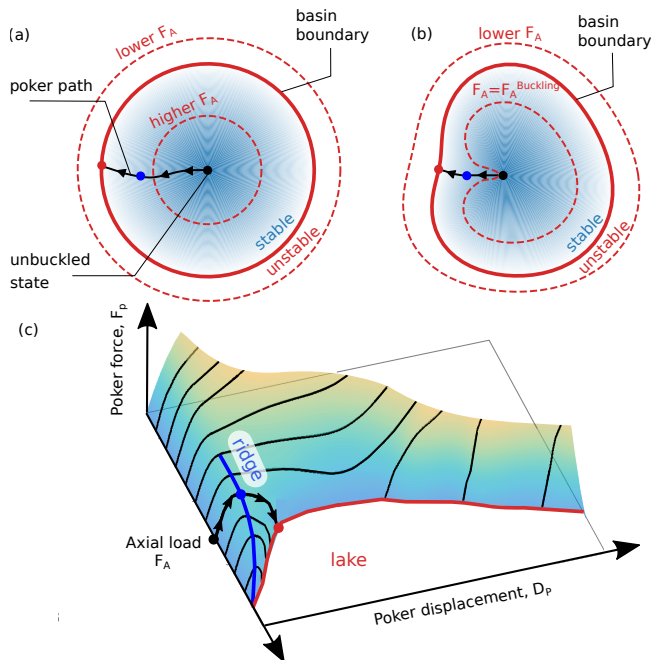 (a)
lower F_A
basin
boundary
(b)
lower F_A
basin
boundary
poker path
higher F_A
F_A=F_A^Buckling
unbuckled
state
stable
unstable
stable
unstable
(c)
Poker force, F_p
ridge
Axial load
F_A
lake
Poker displacement, D_P